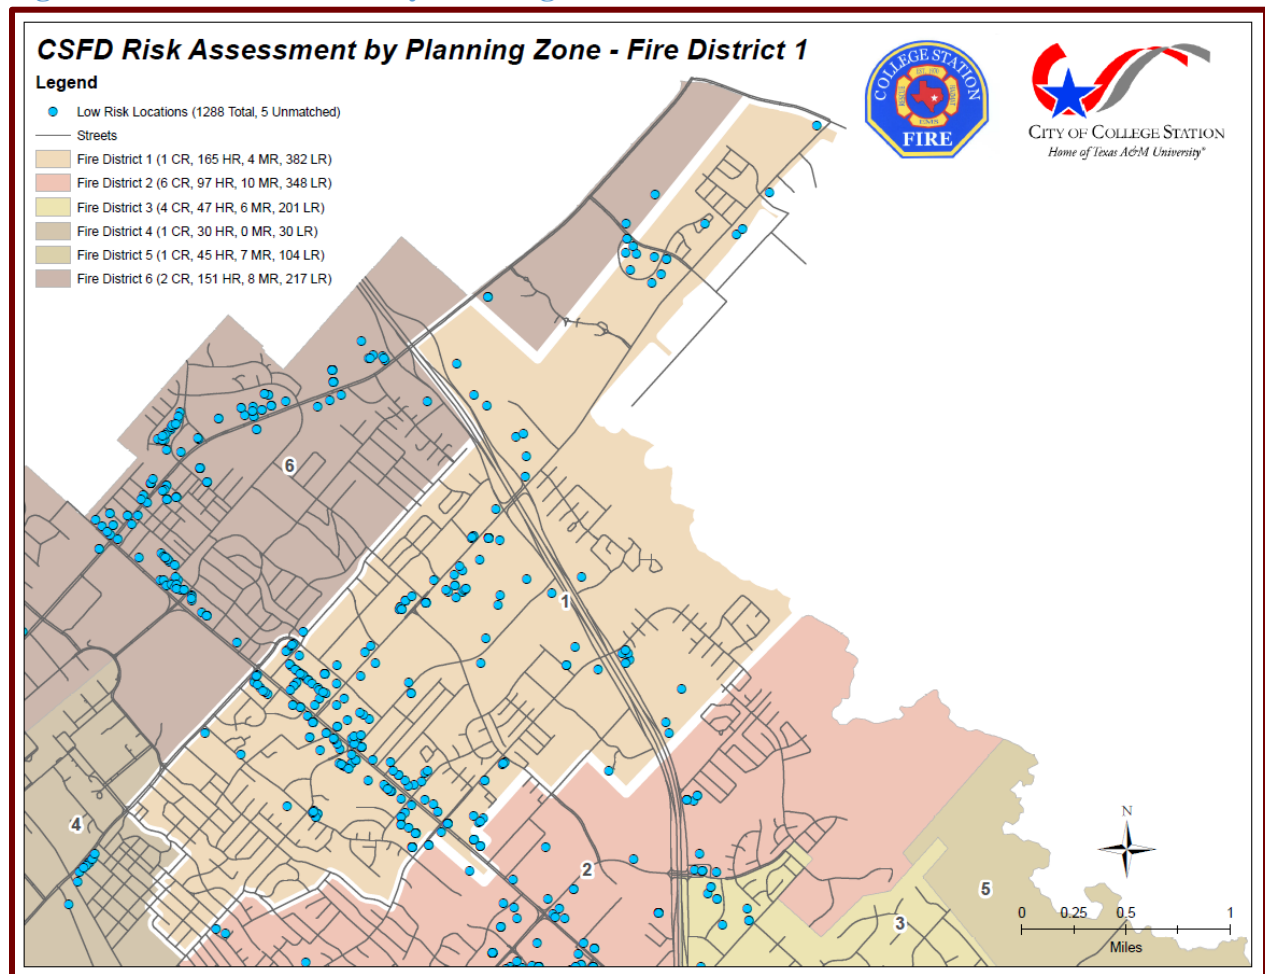 CSFD Risk Assessment by Planning Zone - Fire District 1
Legend
Low Risk Locations (1288 Total, 5 Unmatched)
Streets
Fire District 1 (1 CR, 165 HR, 4 MR, 382 LR)
Fire District 2 (6 CR, 97 HR, 10 MR, 348 LR)
Fire District 3 (4 CR, 47 HR, 6 MR, 201 LR)
Fire District 4 (1 CR, 30 HR, 0 MR, 30 LR)
Fire District 5 (1 CR, 45 HR, 7 MR, 104 LR)
Fire District 6 (2 CR, 151 HR, 8 MR, 217 LR)
COLLEGE STATION
RESCUE
EMS
FIRE
CITY OF COLLEGE STATION
Home of Texas A&M University®
6
1
4
2
5
3
N
0 0.25 0.5 1
Miles